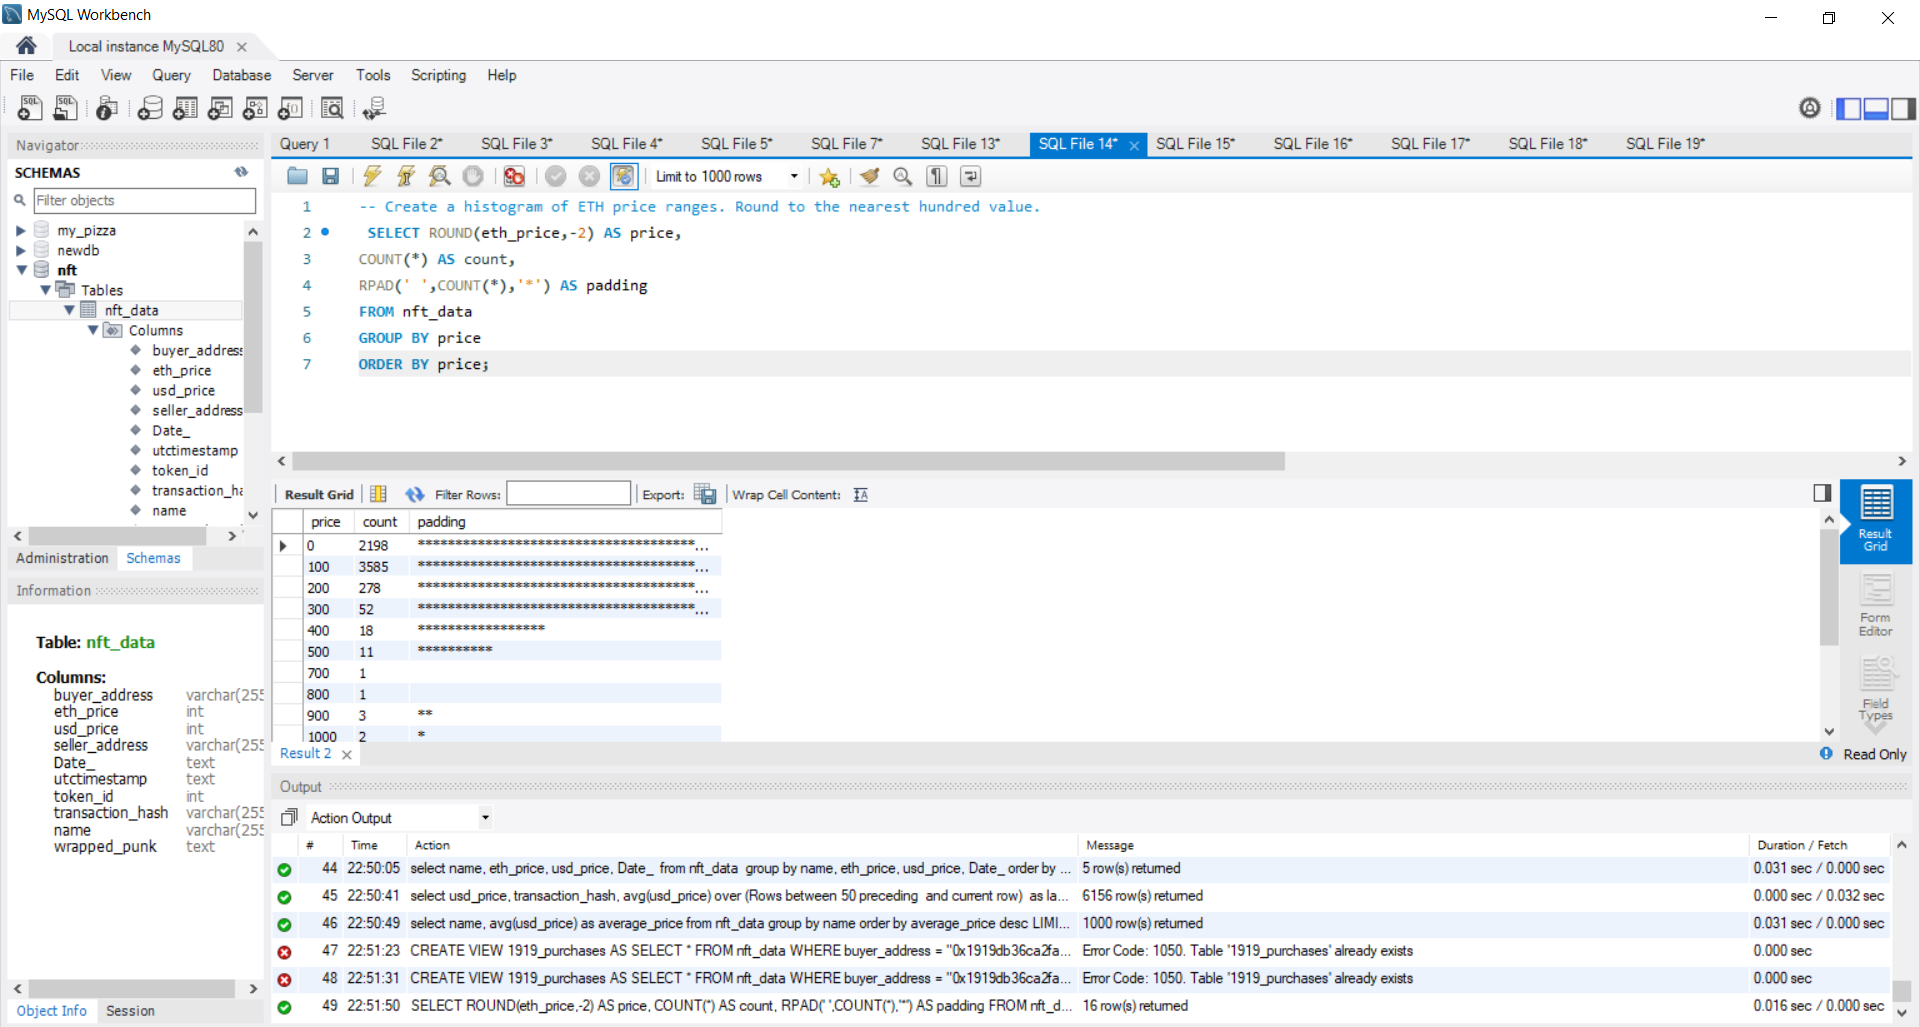 MySQL Workbench
Local instance MySQL80
File Edit View Query Database Server Tools Scripting Help
Navigator
SCHEMAS
Filter objects
my_pizza
newdb
nft
Tables
nft_data
Columns
buyer_address
eth_price
usd_price
seller_address
Date_
utctimestamp
token_id
transaction_ha
name
Administration Schemas
Information
Table: nft_data
Columns:
buyer_address varchar(255
eth_price int
usd_price int
seller_address varchar(255
Date_ text
utctimestamp text
token_id int
transaction_hash varchar(255
name varchar(255
wrapped_punk text
Object Info Session
Query 1 SQL File 2* SQL File 3* SQL File 4* SQL File 5* SQL File 7* SQL File 13* SQL File 14* SQL File 15* SQL File 16* SQL File 17* SQL File 18* SQL File 19*
Limit to 1000 rows
1 -- Create a histogram of ETH price ranges. Round to the nearest hundred value.
2 SELECT ROUND(eth_price,-2) AS price,
3 COUNT(*) AS count,
4 RPAD(' ',COUNT(*),'*') AS padding
5 FROM nft_data
6 GROUP BY price
7 ORDER BY price;
Result Grid Filter Rows: Export: Wrap Cell Content:
price count padding
0 2198 *************************************...
100 3585 *************************************...
200 278 *************************************...
300 52 *************************************...
400 18 *****************
500 11 **********
700 1
800 1
900 3 **
1000 2 *
Result Grid
Form Editor
Field Types
Result 2
Read Only
Output
Action Output
# Time Action Message Duration / Fetch
44 22:50:05 select name, eth_price, usd_price, Date_ from nft_data group by name, eth_price, usd_price, Date_ order by ... 5 row(s) returned 0.031 sec / 0.000 sec
45 22:50:41 select usd_price, transaction_hash, avg(usd_price) over (Rows between 50 preceding and current row) as la... 6156 row(s) returned 0.000 sec / 0.032 sec
46 22:50:49 select name, avg(usd_price) as average_price from nft_data group by name order by average_price desc LIMI... 1000 row(s) returned 0.031 sec / 0.000 sec
47 22:51:23 CREATE VIEW 1919_purchases AS SELECT * FROM nft_data WHERE buyer_address = "0x1919db36ca2fa... Error Code: 1050. Table '1919_purchases' already exists 0.000 sec
48 22:51:31 CREATE VIEW 1919_purchases AS SELECT * FROM nft_data WHERE buyer_address = "0x1919db36ca2fa... Error Code: 1050. Table '1919_purchases' already exists 0.000 sec
49 22:51:50 SELECT ROUND(eth_price,-2) AS price, COUNT(*) AS count, RPAD(' ',COUNT(*),'*') AS padding FROM nft_d... 16 row(s) returned 0.016 sec / 0.000 sec